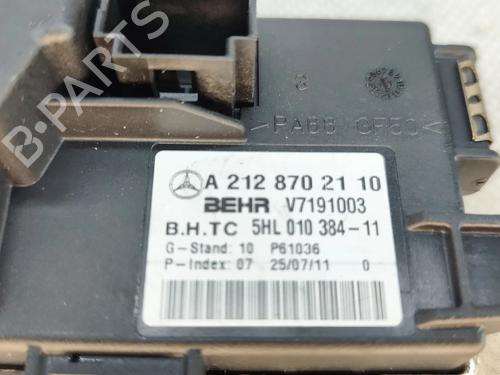 >PA66 GF50<
A 212 870 21 10
BEHR V7191003
B.H.TC 5HL 010 384-11
G-Stand: 10 P61036
P-Index: 07 25/07/11 0
B-PARTS